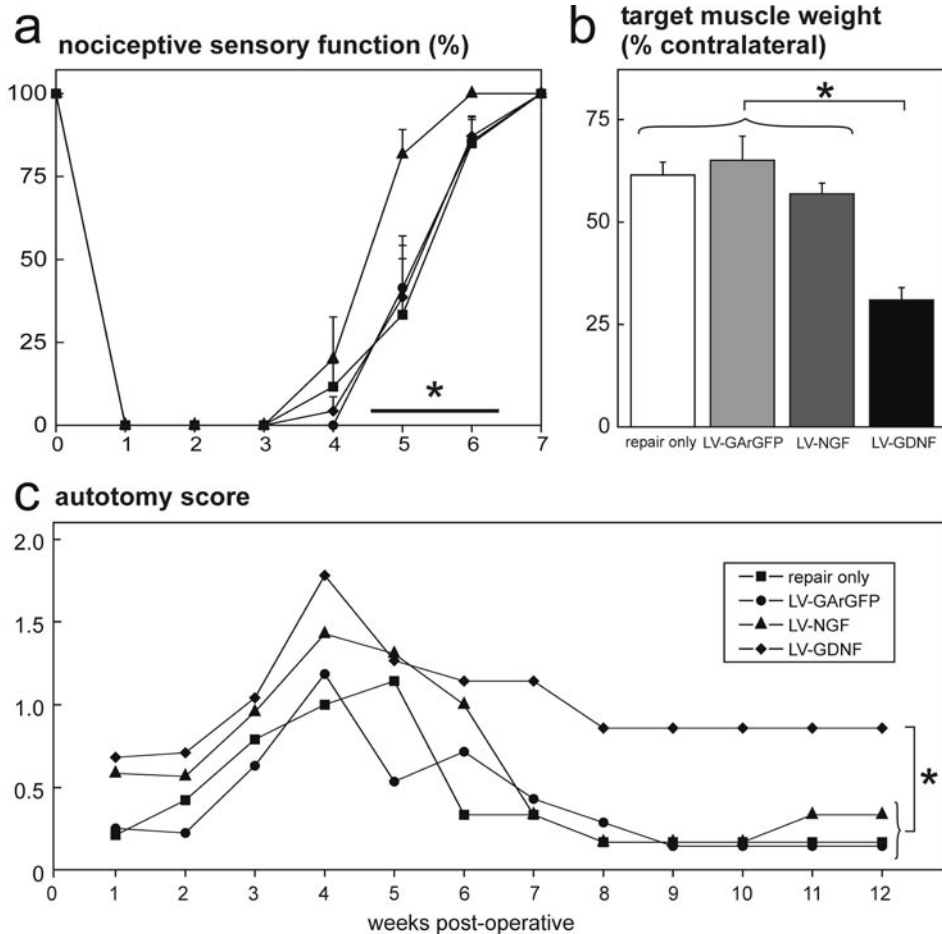 a nociceptive sensory function (%)
100
75
50
25
0
0 1 2 3 4 5 6 7
*
b target muscle weight
(% contralateral)
*
75
50
25
0
repair only LV-GArGFP LV-NGF LV-GDNF
c autotomy score
2.0
1.5
1.0
0.5
0
0 1 2 3 4 5 6 7 8 9 10 11 12
weeks post-operative
repair only
LV-GArGFP
LV-NGF
LV-GDNF
*